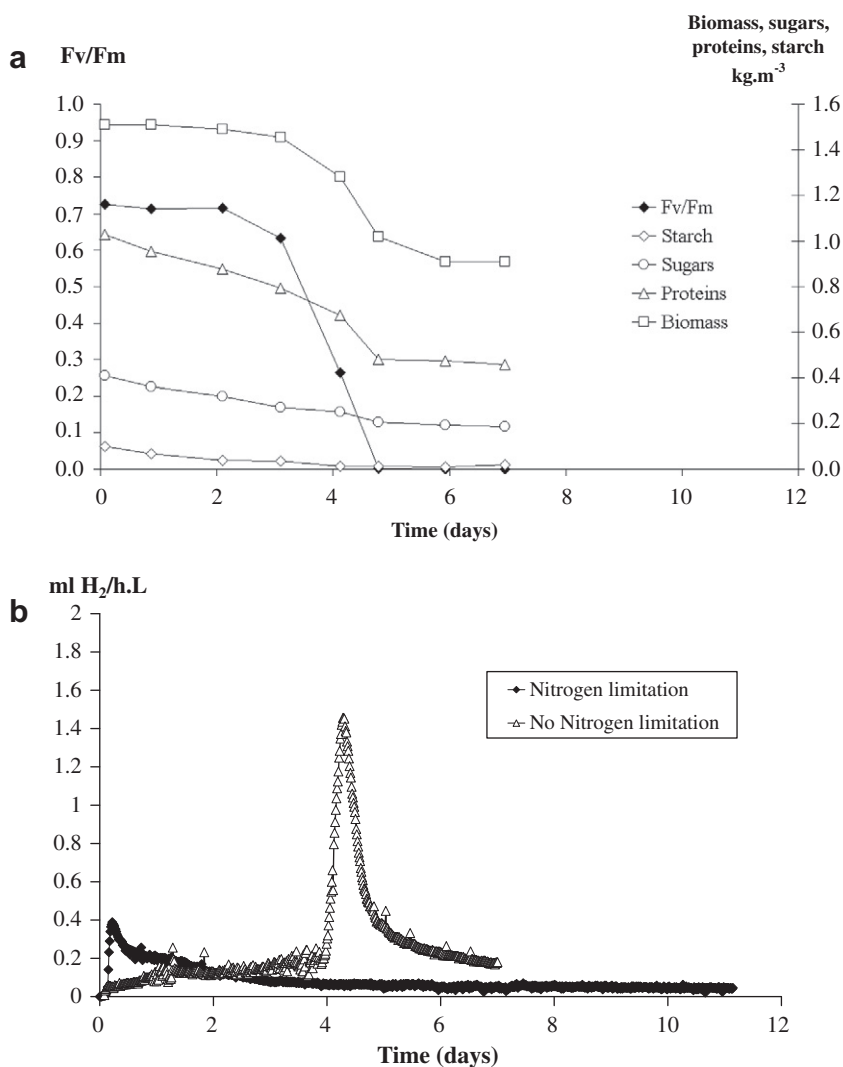 a
Fv/Fm
Biomass, sugars,
proteins, starch
kg.m-3
1.0
0.9
0.8
0.7
0.6
0.5
0.4
0.3
0.2
0.1
0.0
1.6
1.4
1.2
1.0
0.8
0.6
0.4
0.2
0.0
Fv/Fm
Starch
Sugars
Proteins
Biomass
0 2 4 6 8 10 12
Time (days)
b
ml H2/h.L
2
1.8
1.6
1.4
1.2
1
0.8
0.6
0.4
0.2
0
Nitrogen limitation
No Nitrogen limitation
0 2 4 6 8 10 12
Time (days)